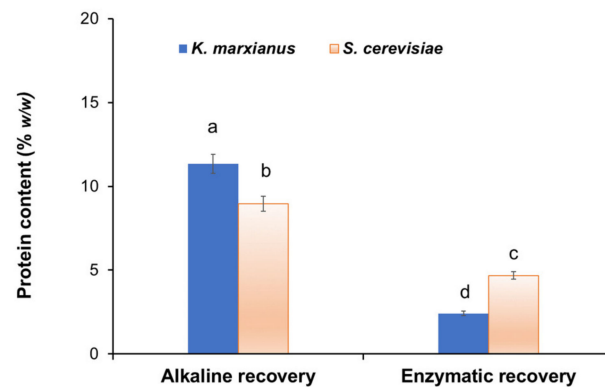 20
K. marxianus S. cerevisiae
15
a
b
10
Protein content (% w/w)
5
c
d
0
Alkaline recovery Enzymatic recovery